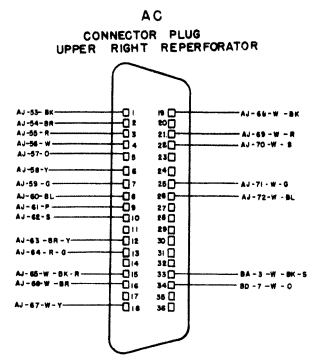 AC
CONNECTOR PLUG
UPPER RIGHT REPERFORATOR
AJ-53-BK 1 19 AJ-66-W-BK
AJ-54-BR 2 20
AJ-55-R 3 21 AJ-69-W-R
AJ-56-W 4 22 AJ-70-W-S
AJ-57-O 5 23
AJ-58-Y 6 24
AJ-59-G 7 25 AJ-71-W-G
AJ-60-BL 8 26 AJ-72-W-BL
AJ-61-P 9 27
AJ-62-S 10 28
11 29
AJ-63-BR-Y 12 30
AJ-64-R-G 13 31
14 32
AJ-65-W-BK-R 15 33 BA-3-W-BK-S
AJ-68-W-BR 16 34 BD-7-W-O
17 35
AJ-67-W-Y 18 36